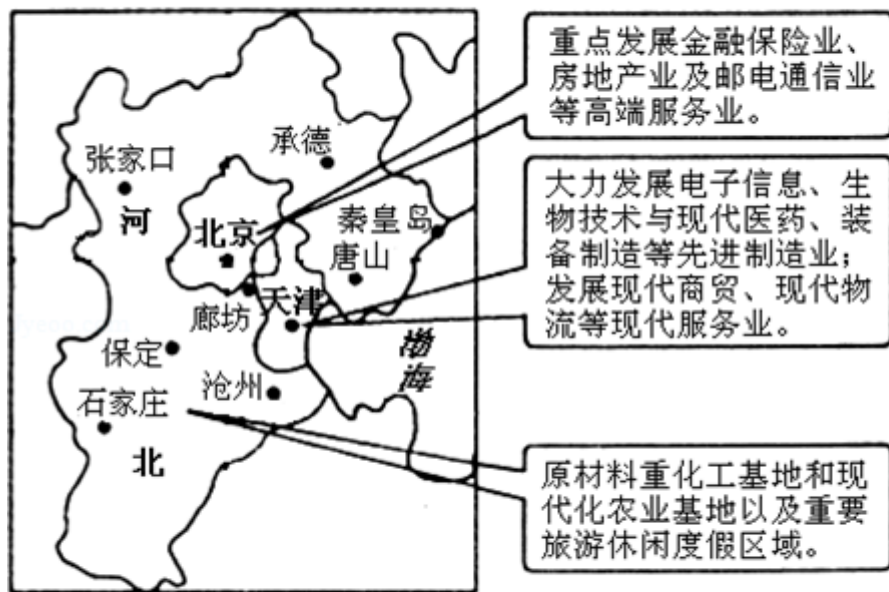 重点发展金融保险业、
房地产业及邮电通信业
等高端服务业。
大力发展电子信息、生
物技术与现代医药、装
备制造等先进制造业；
发展现代商贸、现代物
流等现代服务业。
原材料重化工基地和现
代化农业基地以及重要
旅游休闲度假区域。
承德
张家口
河
北京
秦皇岛
唐山
天津
廊坊
渤海
保定
沧州
石家庄
北